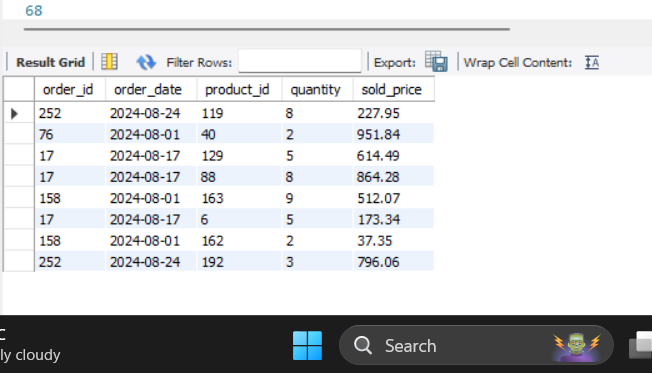 68
Result Grid Filter Rows: Export: Wrap Cell Content: IA
order_id order_date product_id quantity sold_price
252 2024-08-24 119 8 227.95
76 2024-08-01 40 2 951.84
17 2024-08-17 129 5 614.49
17 2024-08-17 88 8 864.28
158 2024-08-01 163 9 512.07
17 2024-08-17 6 5 173.34
158 2024-08-01 162 2 37.35
252 2024-08-24 192 3 796.06
C
ly cloudy
Search